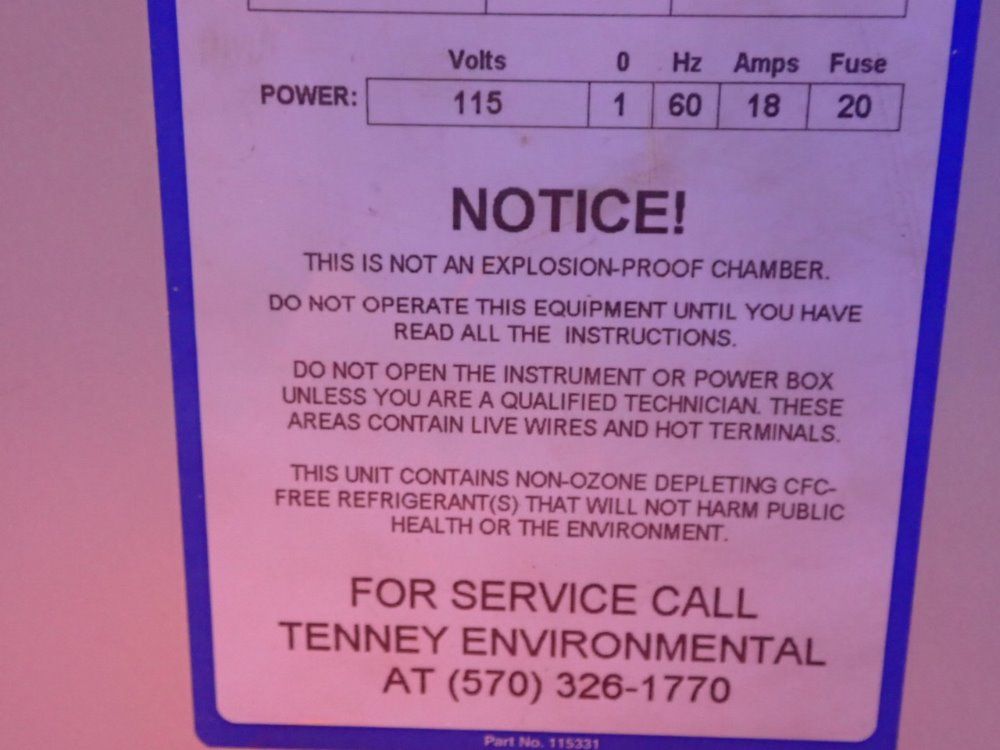 Volts 0 Hz Amps Fuse
POWER: 115 1 60 18 20
NOTICE!
THIS IS NOT AN EXPLOSION-PROOF CHAMBER.
DO NOT OPERATE THIS EQUIPMENT UNTIL YOU HAVE
READ ALL THE INSTRUCTIONS.
DO NOT OPEN THE INSTRUMENT OR POWER BOX
UNLESS YOU ARE A QUALIFIED TECHNICIAN. THESE
AREAS CONTAIN LIVE WIRES AND HOT TERMINALS.
THIS UNIT CONTAINS NON-OZONE DEPLETING CFC-
FREE REFRIGERANT(S) THAT WILL NOT HARM PUBLIC
HEALTH OR THE ENVIRONMENT.
FOR SERVICE CALL
TENNEY ENVIRONMENTAL
AT (570) 326-1770
Part No. 115331